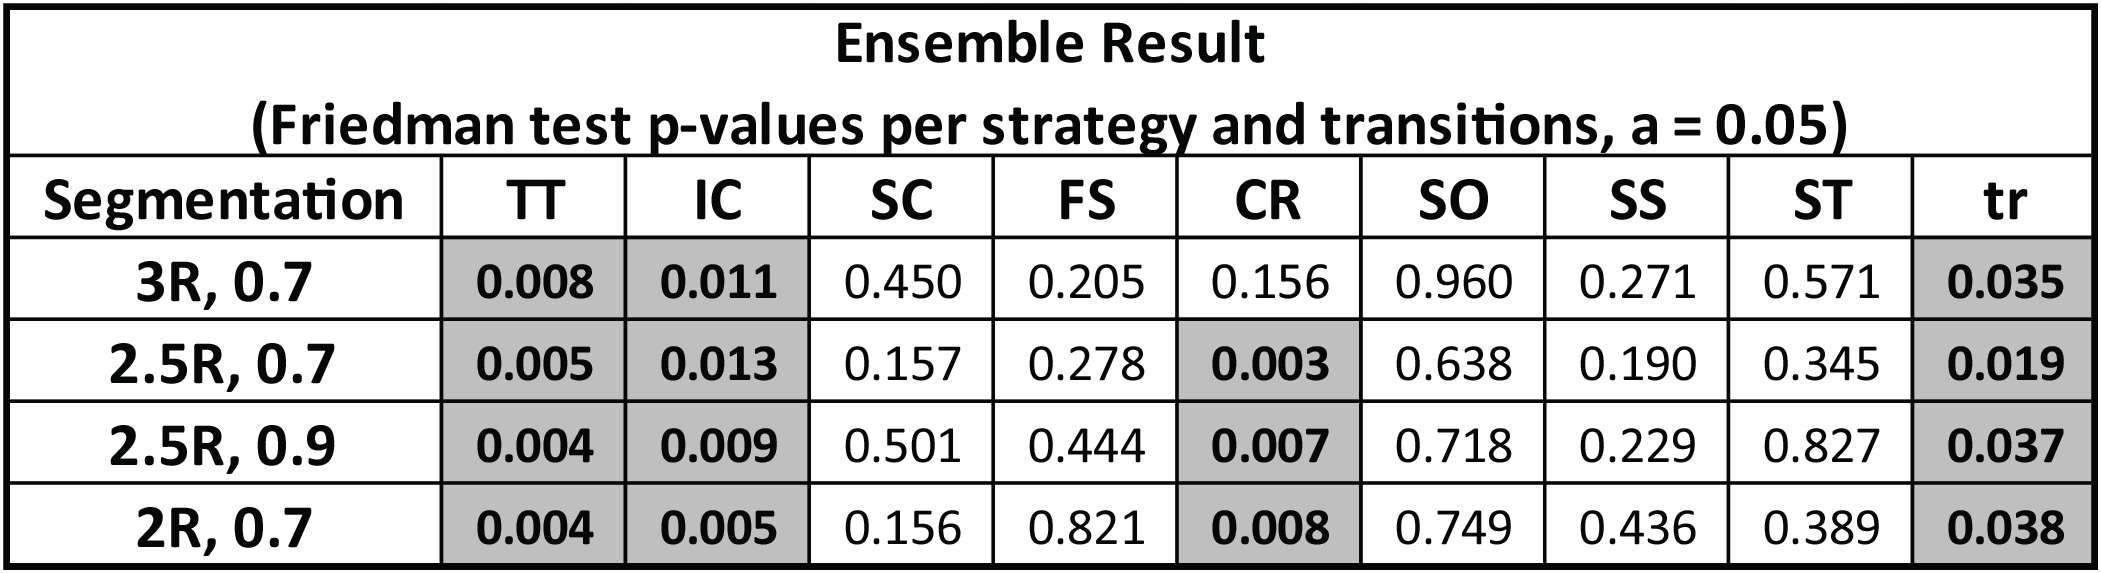 Ensemble Result
(Friedman test p-values per strategy and transitions, a = 0.05)
Segmentation TT IC SC FS CR SO SS ST tr
3R, 0.7 0.008 0.011 0.450 0.205 0.156 0.960 0.271 0.571 0.035
2.5R, 0.7 0.005 0.013 0.157 0.278 0.003 0.638 0.190 0.345 0.019
2.5R, 0.9 0.004 0.009 0.501 0.444 0.007 0.718 0.229 0.827 0.037
2R, 0.7 0.004 0.005 0.156 0.821 0.008 0.749 0.436 0.389 0.038